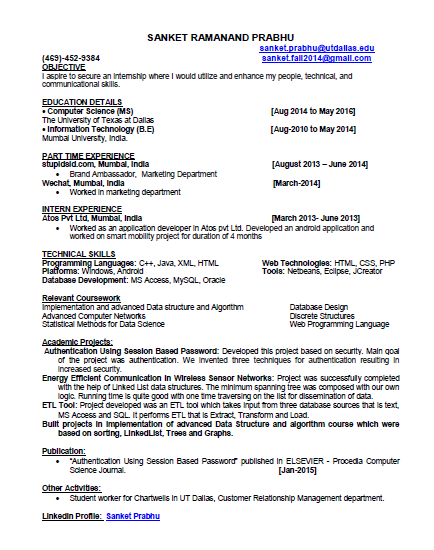 SANKET RAMANAND PRABHU
sanket.prabhu@utdallas.edu
(469)-452-9384 sanket.fall2014@gmail.com
OBJECTIVE
I aspire to secure an internship where I would utilize and enhance my people, technical, and
communicational skills.
EDUCATION DETAILS
• Computer Science (MS) [Aug 2014 to May 2016]
The University of Texas at Dallas
• Information Technology (B.E) [Aug-2010 to May 2014]
Mumbai University, India.
PART TIME EXPERIENCE
stupidsid.com, Mumbai, India [August 2013 – June 2014]
• Brand Ambassador, Marketing Department
Wechat, Mumbai, India [March-2014]
• Worked in marketing department
INTERN EXPERIENCE
Atos Pvt Ltd, Mumbai, India [March 2013- June 2013]
• Worked as an application developer in Atos pvt Ltd. Developed an android application and
worked on smart mobility project for duration of 4 months
TECHNICAL SKILLS
Programming Languages: C++, Java, XML, HTML Web Technologies: HTML, CSS, PHP
Platforms: Windows, Android Tools: Netbeans, Eclipse, JCreator
Database Development: MS Access, MySQL, Oracle
Relevant Coursework
Implementation and advanced Data structure and Algorithm Database Design
Advanced Computer Networks Discrete Structures
Statistical Methods for Data Science Web Programming Language
Academic Projects:
Authentication Using Session Based Password: Developed this project based on security. Main goal
of the project was authentication. We invented three techniques for authentication resulting in
increased security.
Energy Efficient Communication in Wireless Sensor Networks: Project was successfully completed
with the help of Linked List data structures. The minimum spanning tree was composed with our own
logic. Running time is quite good with one time traversing on the list for dissemination of data.
ETL Tool: Project developed was an ETL tool which takes input from three database sources that is text,
MS Access and SQL. It performs ETL that is Extract, Transform and Load.
Built projects in Implementation of advanced Data Structure and algorithm course which were
based on sorting, LinkedList, Trees and Graphs.
Publication:
• "Authentication Using Session Based Password" published in ELSEVIER - Procedia Computer
Science Journal. [Jan-2015]
Other Activities:
• Student worker for Chartwells in UT Dallas, Customer Relationship Management department.
LinkedIn Profile: Sanket Prabhu